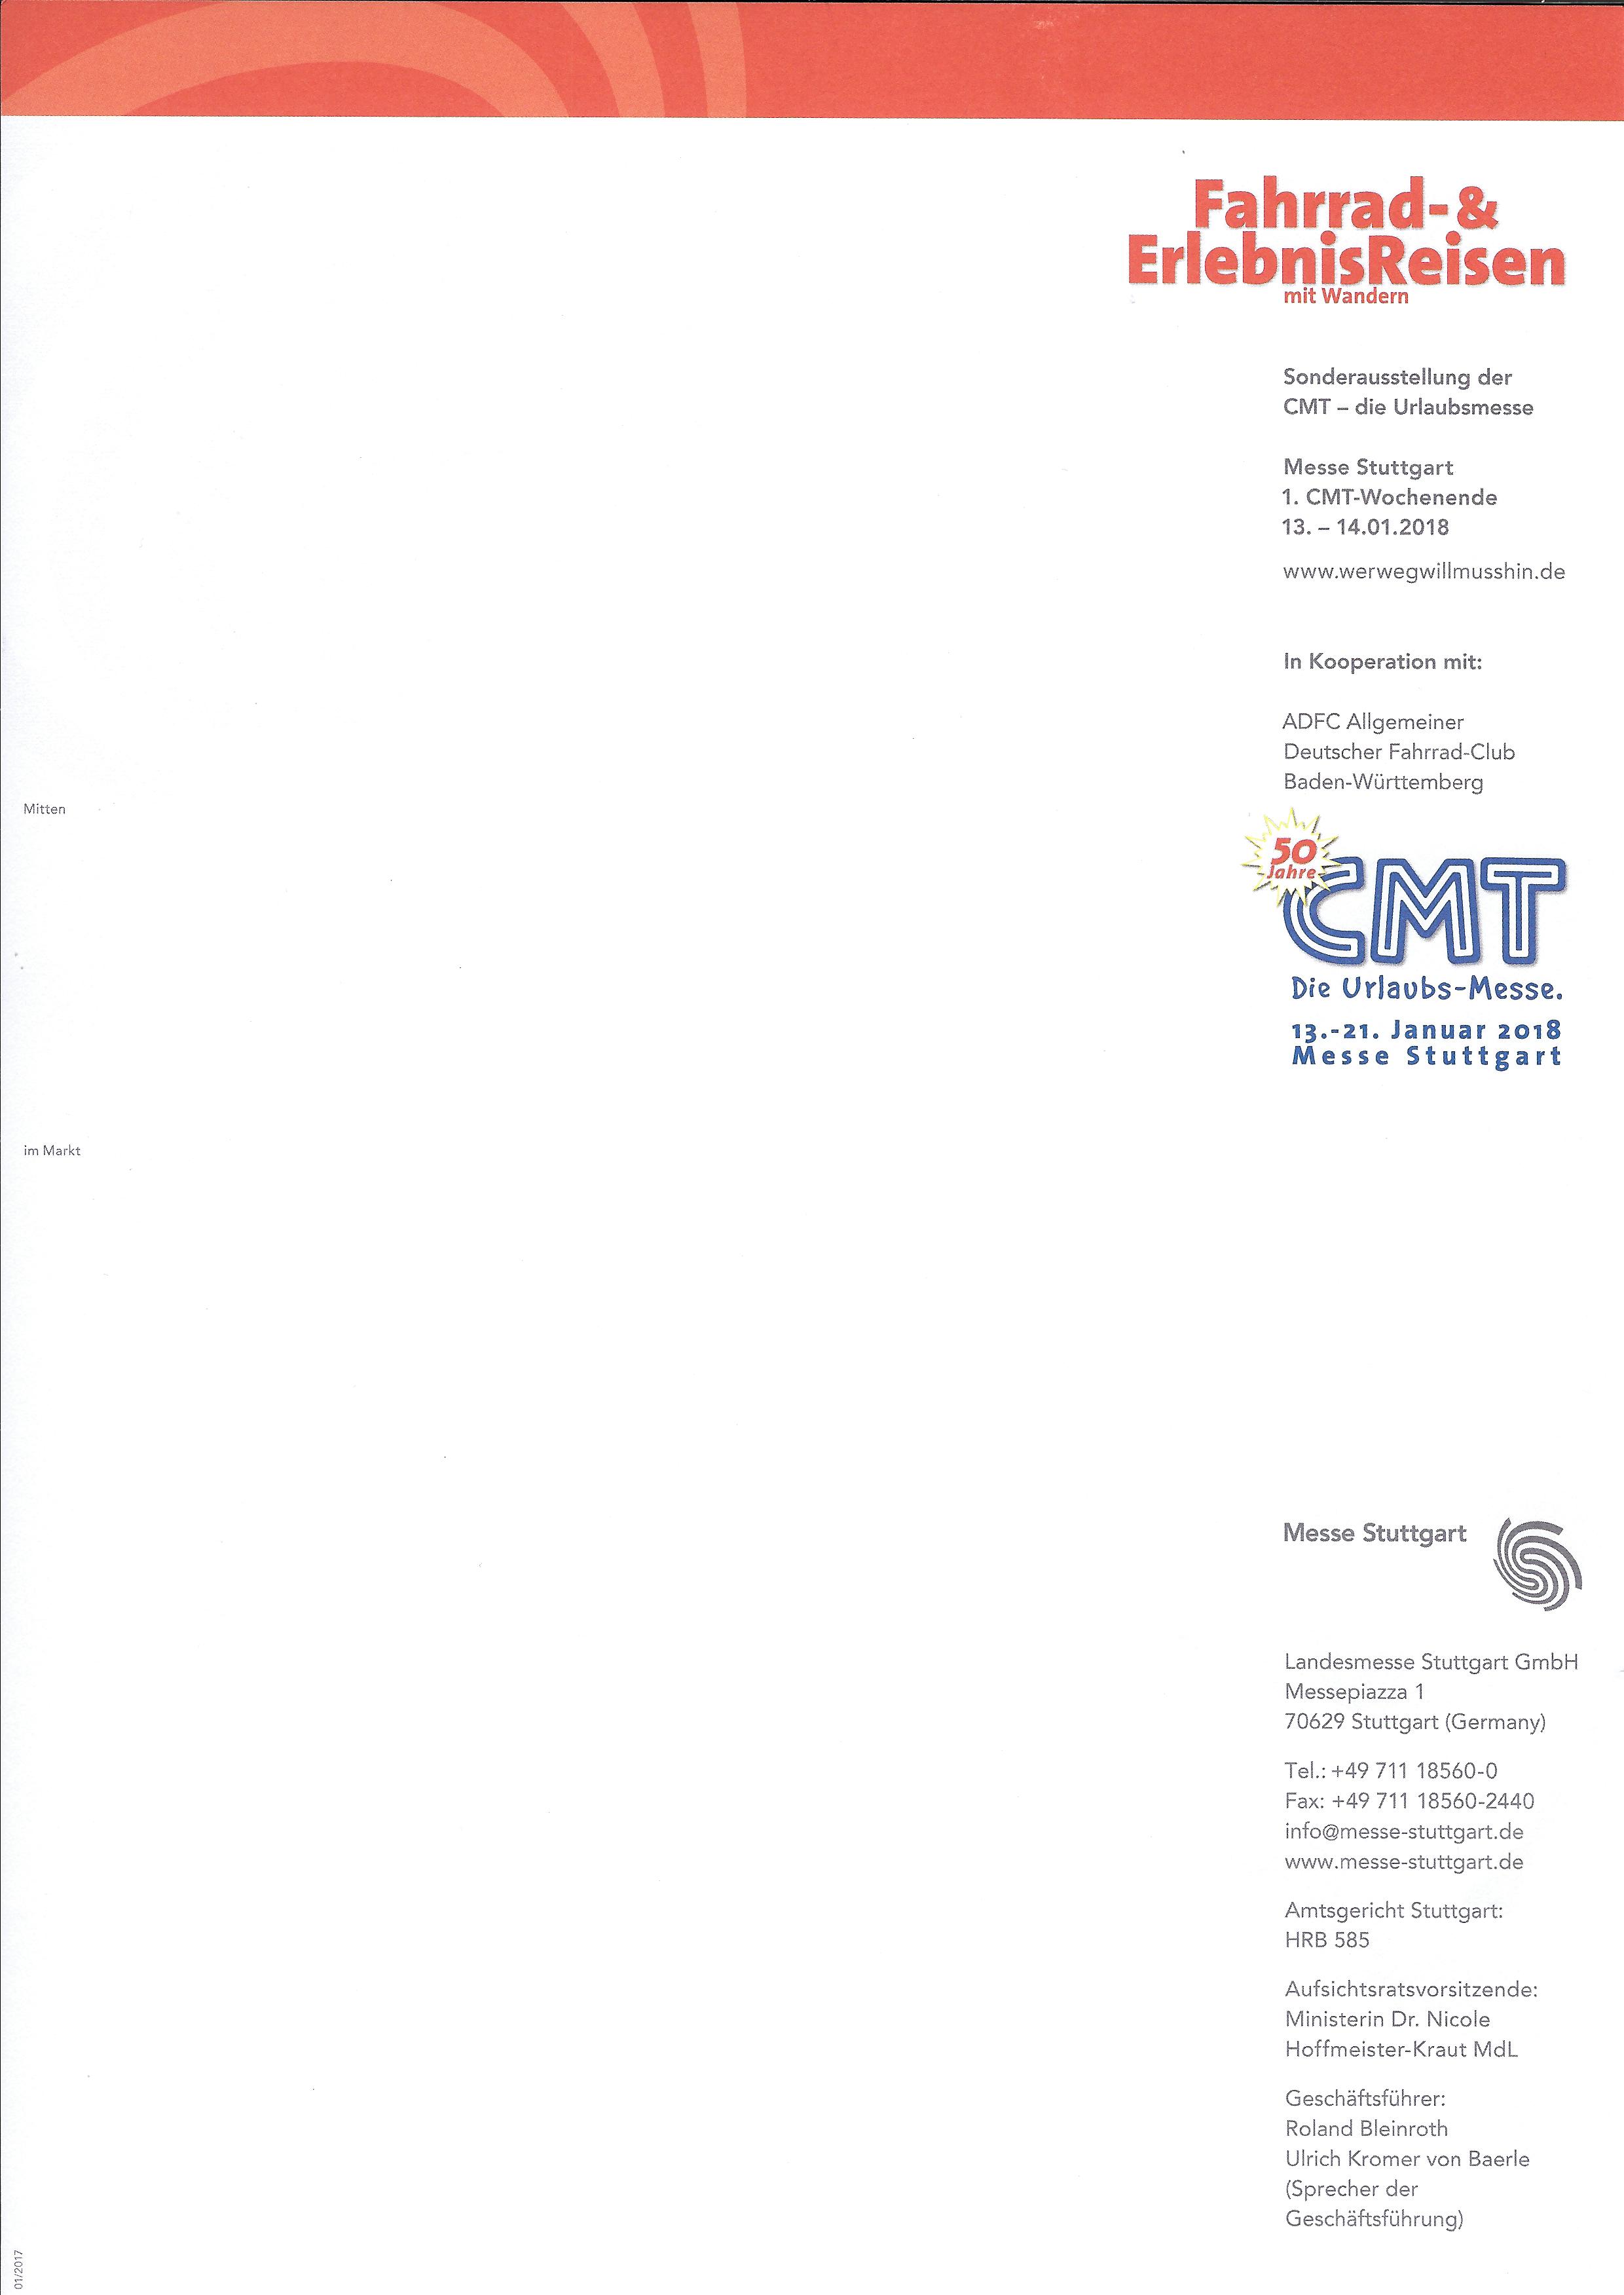 Fahrrad-&
ErlebnisReisen
mit Wandern
Sonderausstellung der
CMT – die Urlaubsmesse
Messe Stuttgart
1. CMT-Wochenende
13. – 14.01.2018
www.werwegwillmusshin.de
In Kooperation mit:
ADFC Allgemeiner
Deutscher Fahrrad-Club
Baden-Württemberg
Mitten
50
Jahre
CMT
Die Urlaubs-Messe.
13.-21. Januar 2018
Messe Stuttgart
im Markt
Messe Stuttgart
Landesmesse Stuttgart GmbH
Messepiazza 1
70629 Stuttgart (Germany)
Tel.: +49 711 18560-0
Fax: +49 711 18560-2440
info@messe-stuttgart.de
www.messe-stuttgart.de
Amtsgericht Stuttgart:
HRB 585
Aufsichtsratsvorsitzende:
Ministerin Dr. Nicole
Hoffmeister-Kraut MdL
Geschäftsführer:
Roland Bleinroth
Ulrich Kromer von Baerle
(Sprecher der
Geschäftsführung)
01/2017